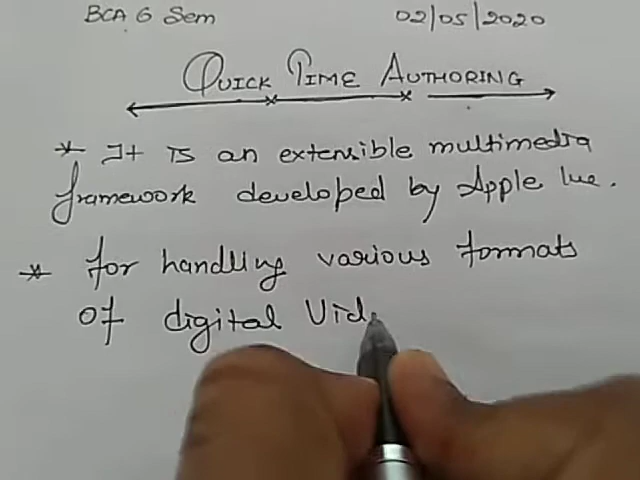 BCA 6 Sem 02/05/2020
QUICK TIME AUTHORING
* It is an extensible multimedia
framework developed by Apple Inc.
* for handling various formats
of digital Vid